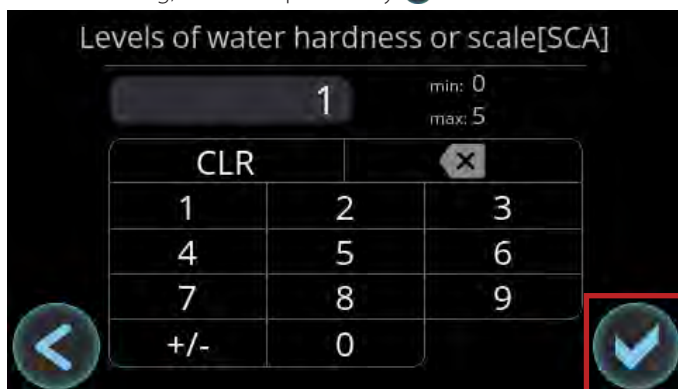 Levels of water hardness or scale[SCA]
1
min: 0
max: 5
CLR
1 2 3
4 5 6
7 8 9
+/- 0